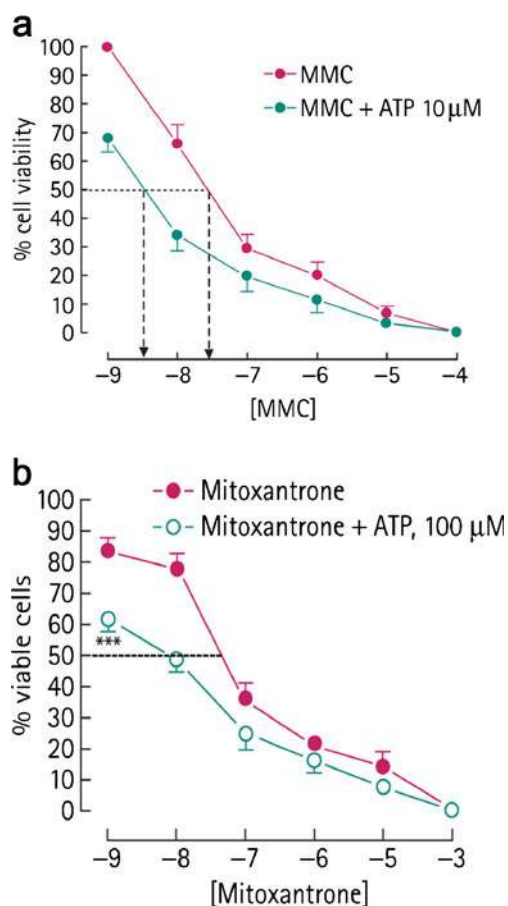 a
100
90
80
70
60
50
40
30
20
10
0
% cell viability
MMC
MMC + ATP 10 µM
−9 −8 −7 −6 −5 −4
[MMC]
b
100
90
80
70
60
50
40
30
20
10
0
% viable cells
Mitoxantrone
Mitoxantrone + ATP, 100 µM
***
−9 −8 −7 −6 −5 −3
[Mitoxantrone]